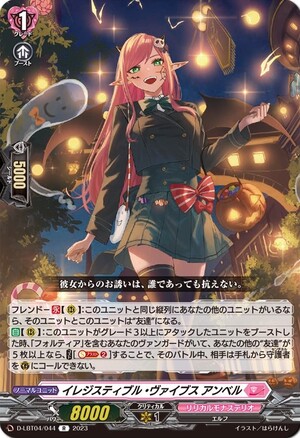 グレード
1
ブースト
シールド
5000
彼女からのお誘いは、誰であっても抗えない。
フレンドー【永】【(R)】:このユニットと同じ縦列にあなたの他のユニットがいるな
ら、そのユニットとこのユニットは“友達”になる。
【自】【(R)】:このユニットがグレード3以上にアタックしたユニットをブーストし
た時、「フォルティア」を含むあなたのヴァンガードがいて、あなたの“友達”が
5枚以上なら、【コスト】することで、そのバトル中、相手は手札から守護者
を(G)にコールできない。
ノーマルユニット
イレジスティブル・ヴァイブス アンベル
パワー
8000
クリティカル
1
リリカルモナステリオ
エルフ
D-LBT04/044
R
2023
イラスト/はらけんし